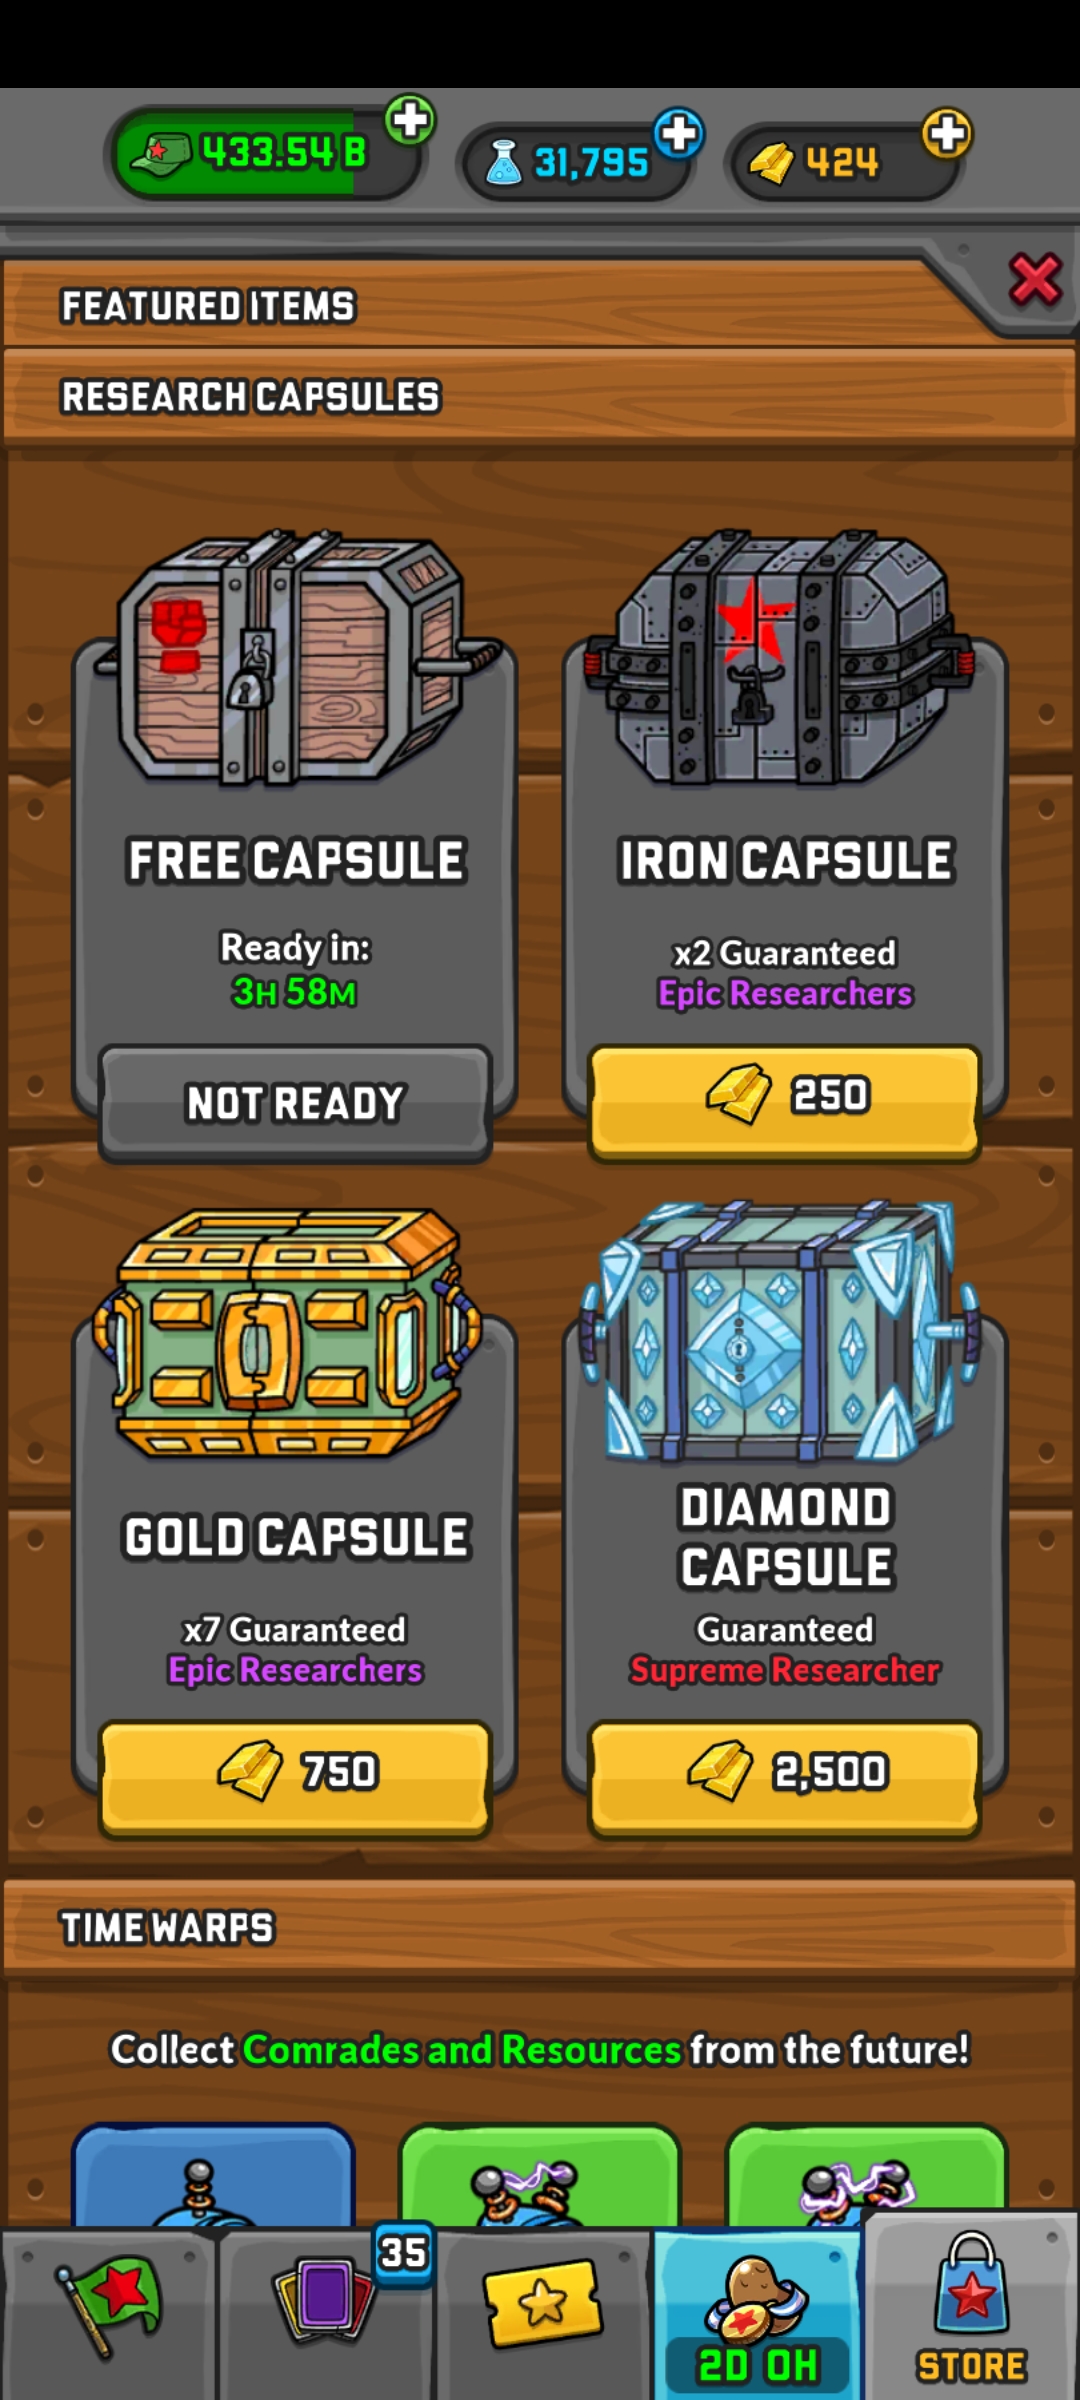 433.54 B
31,795
424
FEATURED ITEMS
RESEARCH CAPSULES
FREE CAPSULE
Ready in:
3H 58M
NOT READY
IRON CAPSULE
x2 Guaranteed
Epic Researchers
250
GOLD CAPSULE
x7 Guaranteed
Epic Researchers
750
DIAMOND
CAPSULE
Guaranteed
Supreme Researcher
2,500
TIME WARPS
Collect Comrades and Resources from the future!
35
2D 0H
STORE